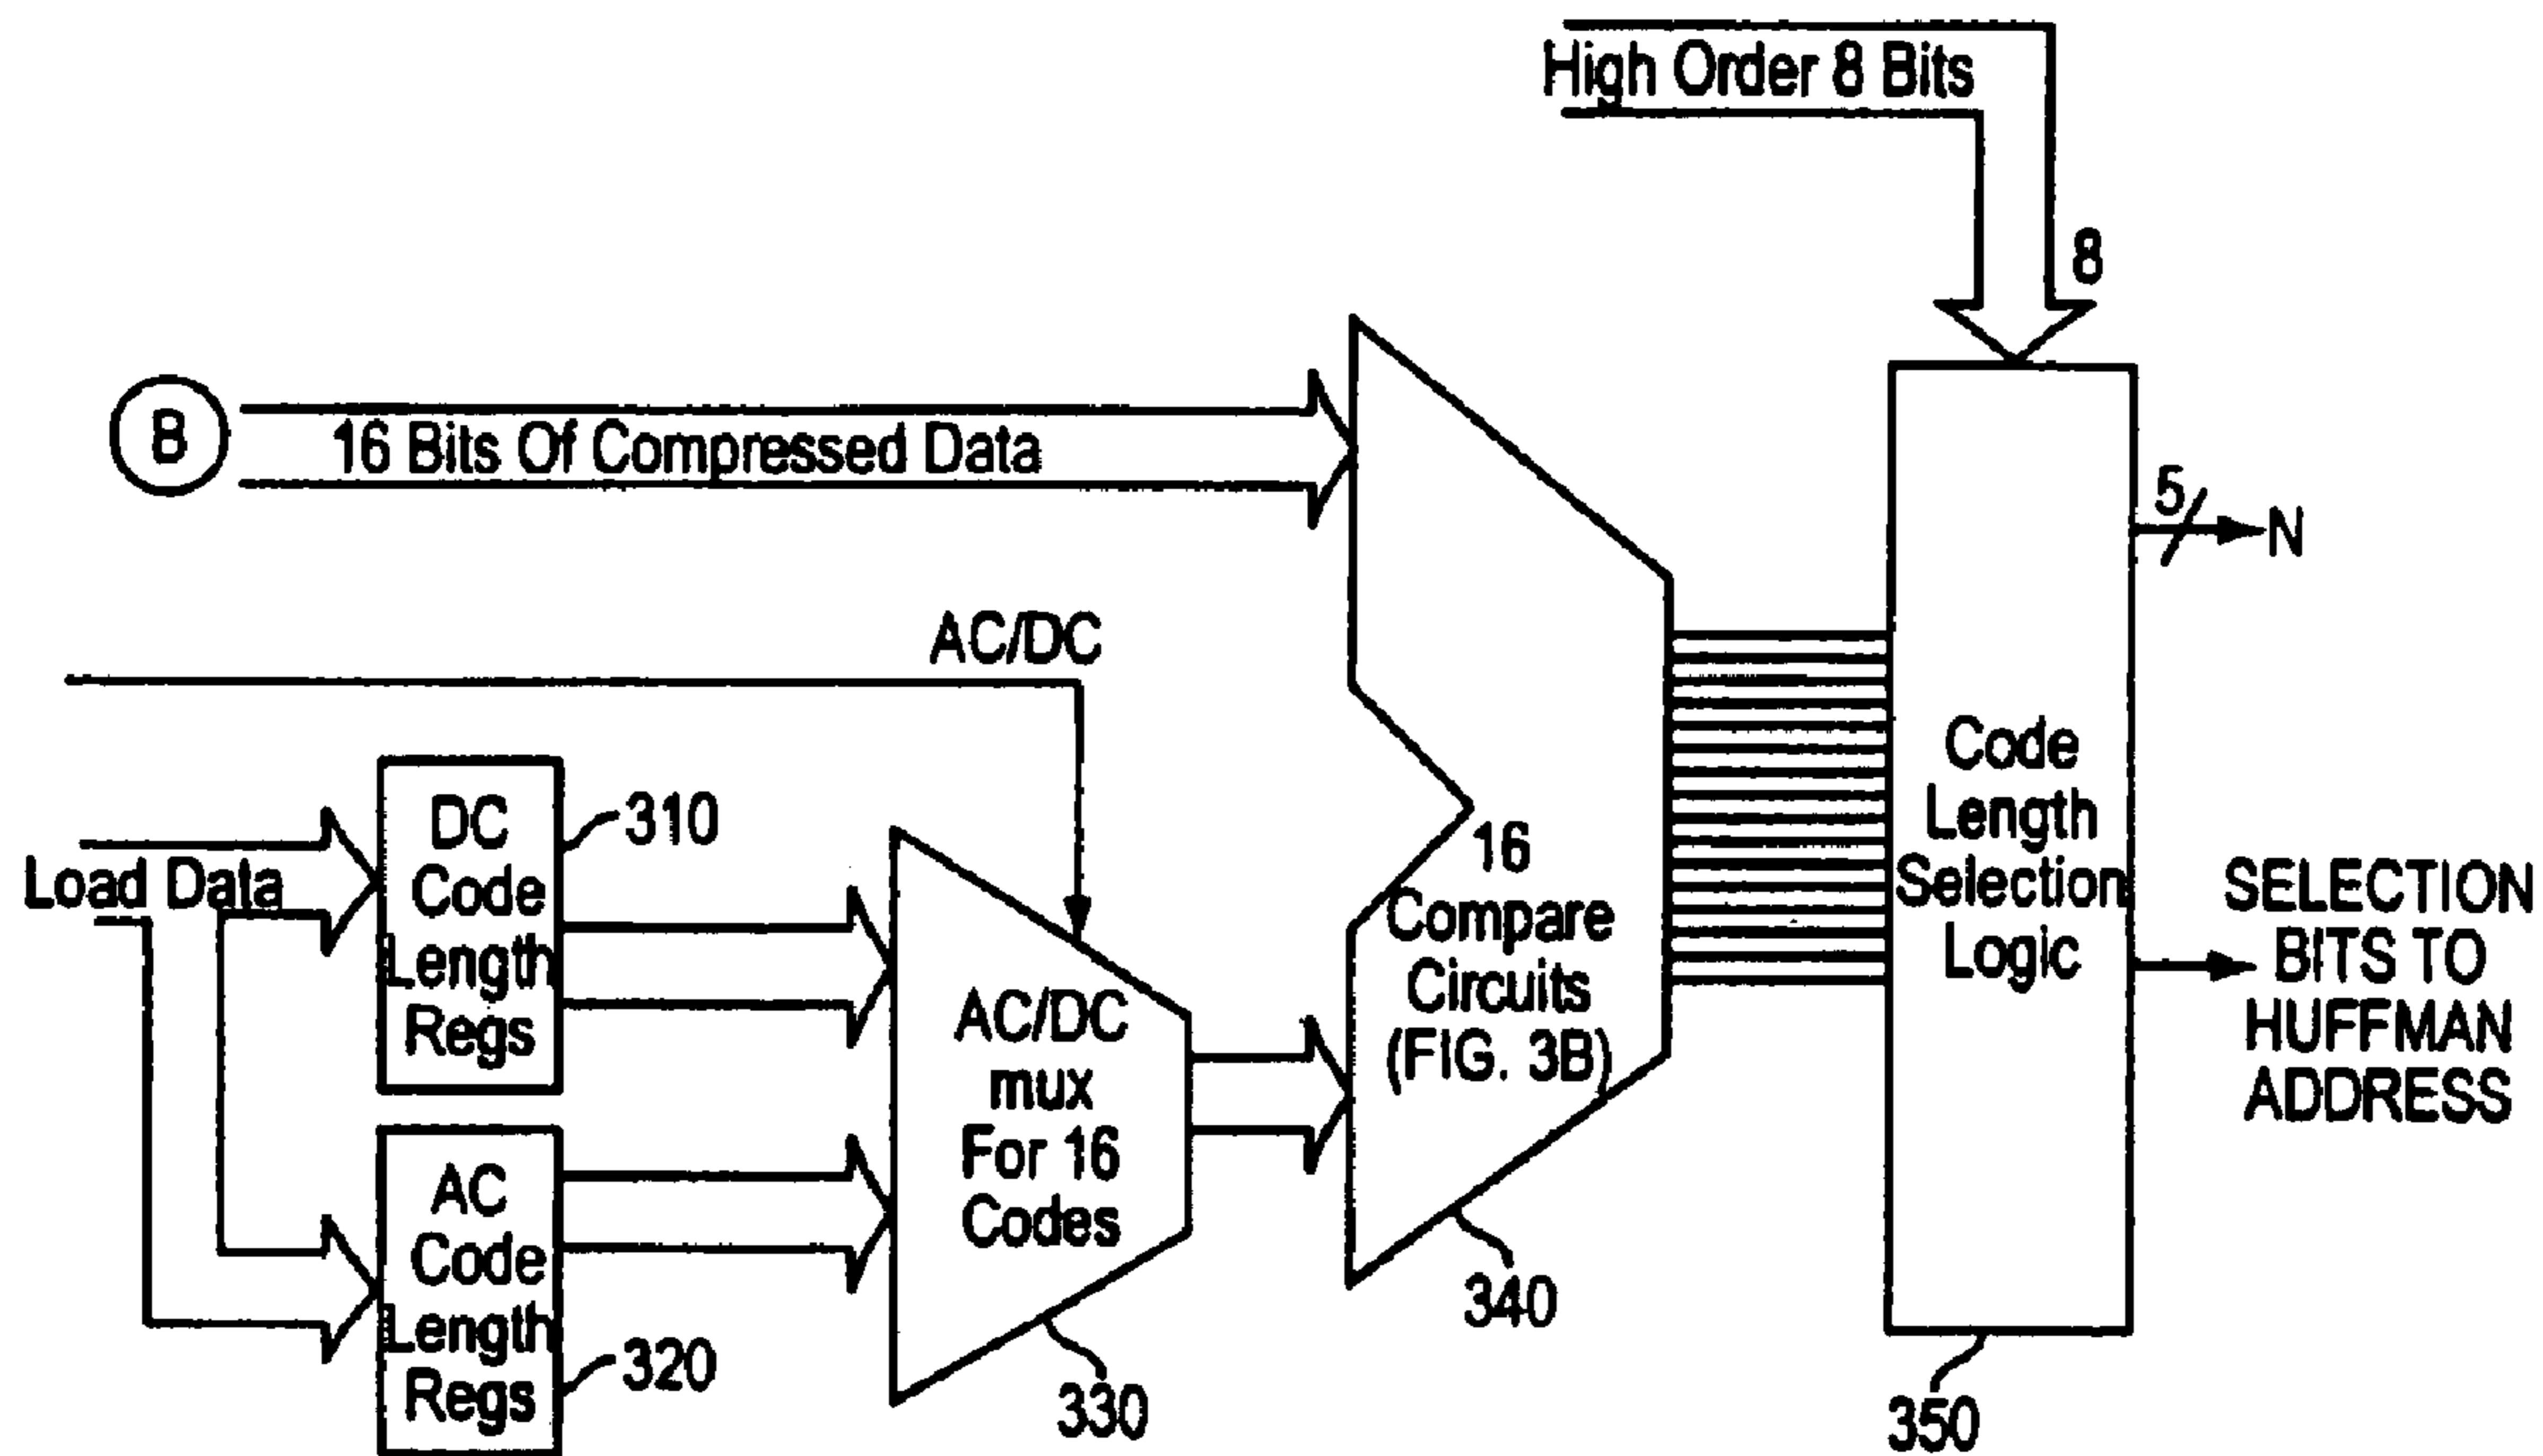 High Order 8 Bits
8
B
16 Bits Of Compressed Data
5
N
AC/DC
DC
Code
Length
Regs
310
Load Data
AC
Code
Length
Regs
320
AC/DC
mux
For 16
Codes
330
16
Compare
Circuits
(FIG. 3B)
340
Code
Length
Selection
Logic
350
SELECTION
BITS TO
HUFFMAN
ADDRESS